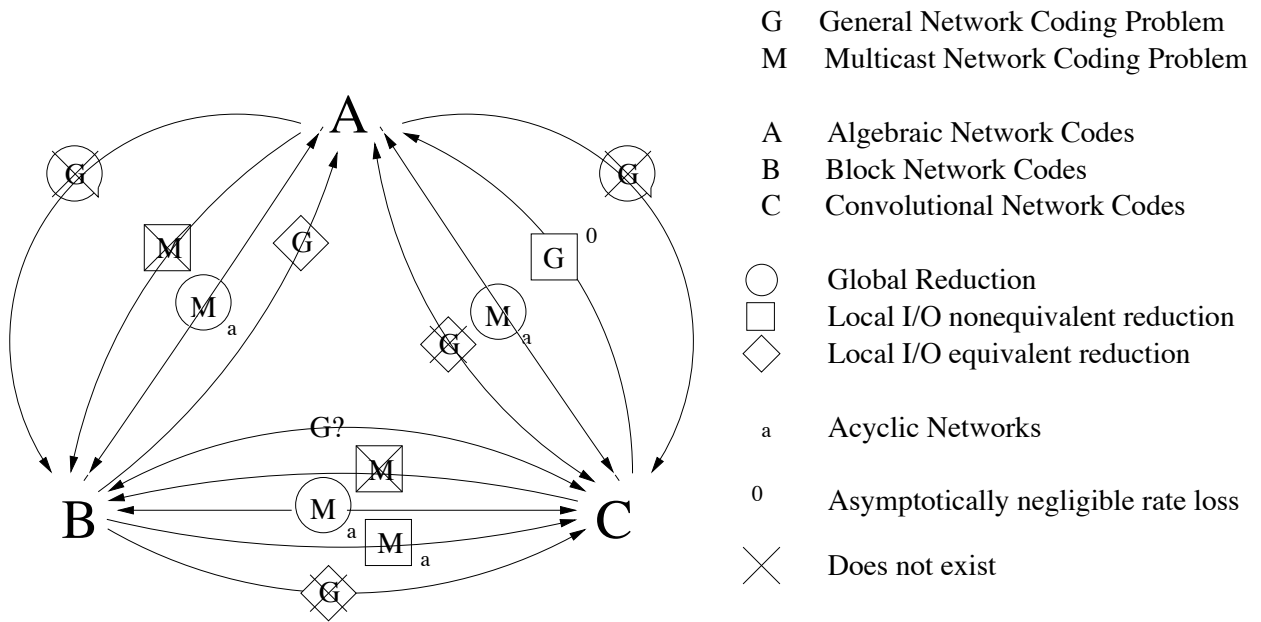 G General Network Coding Problem
M Multicast Network Coding Problem
A
A Algebraic Network Codes
G
G
B Block Network Codes
C Convolutional Network Codes
M
G
G 0
Global Reduction
M a
M a
Local I/O nonequivalent reduction
G
Local I/O equivalent reduction
G?
a Acyclic Networks
M
B
M a
C
0 Asymptotically negligible rate loss
M a
G
Does not exist